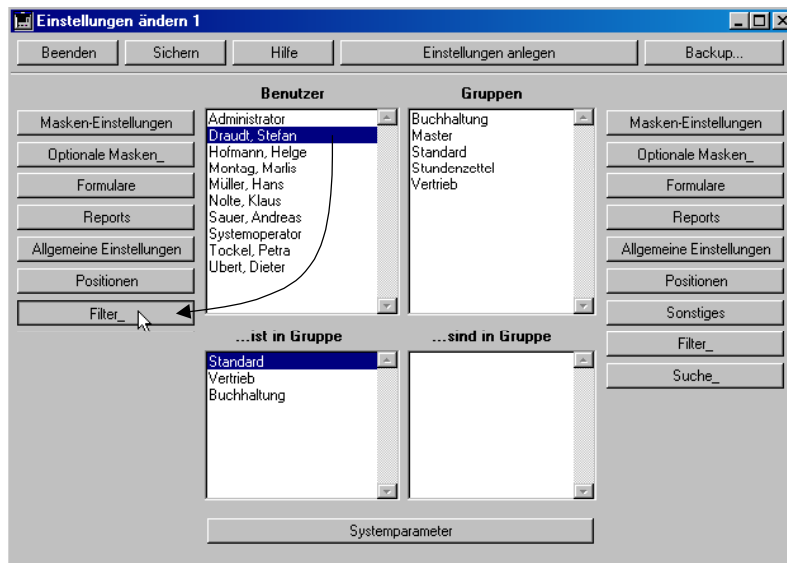 Einstellungen ändern 1
Beenden
Sichern
Hilfe
Einstellungen anlegen
Backup...
Masken-Einstellungen
Optionale Masken_
Formulare
Reports
Allgemeine Einstellungen
Positionen
Filter_
Benutzer
Administrator
Draudt, Stefan
Hofmann, Helge
Montag, Marlis
Müller, Hans
Nolte, Klaus
Sauer, Andreas
Systemoperator
Tockel, Petra
Ubert, Dieter
Gruppen
Buchhaltung
Master
Standard
Stundenzettel
Vertrieb
...ist in Gruppe
Standard
Vertrieb
Buchhaltung
...sind in Gruppe
Masken-Einstellungen
Optionale Masken_
Formulare
Reports
Allgemeine Einstellungen
Positionen
Sonstiges
Filter_
Suche_
Systemparameter